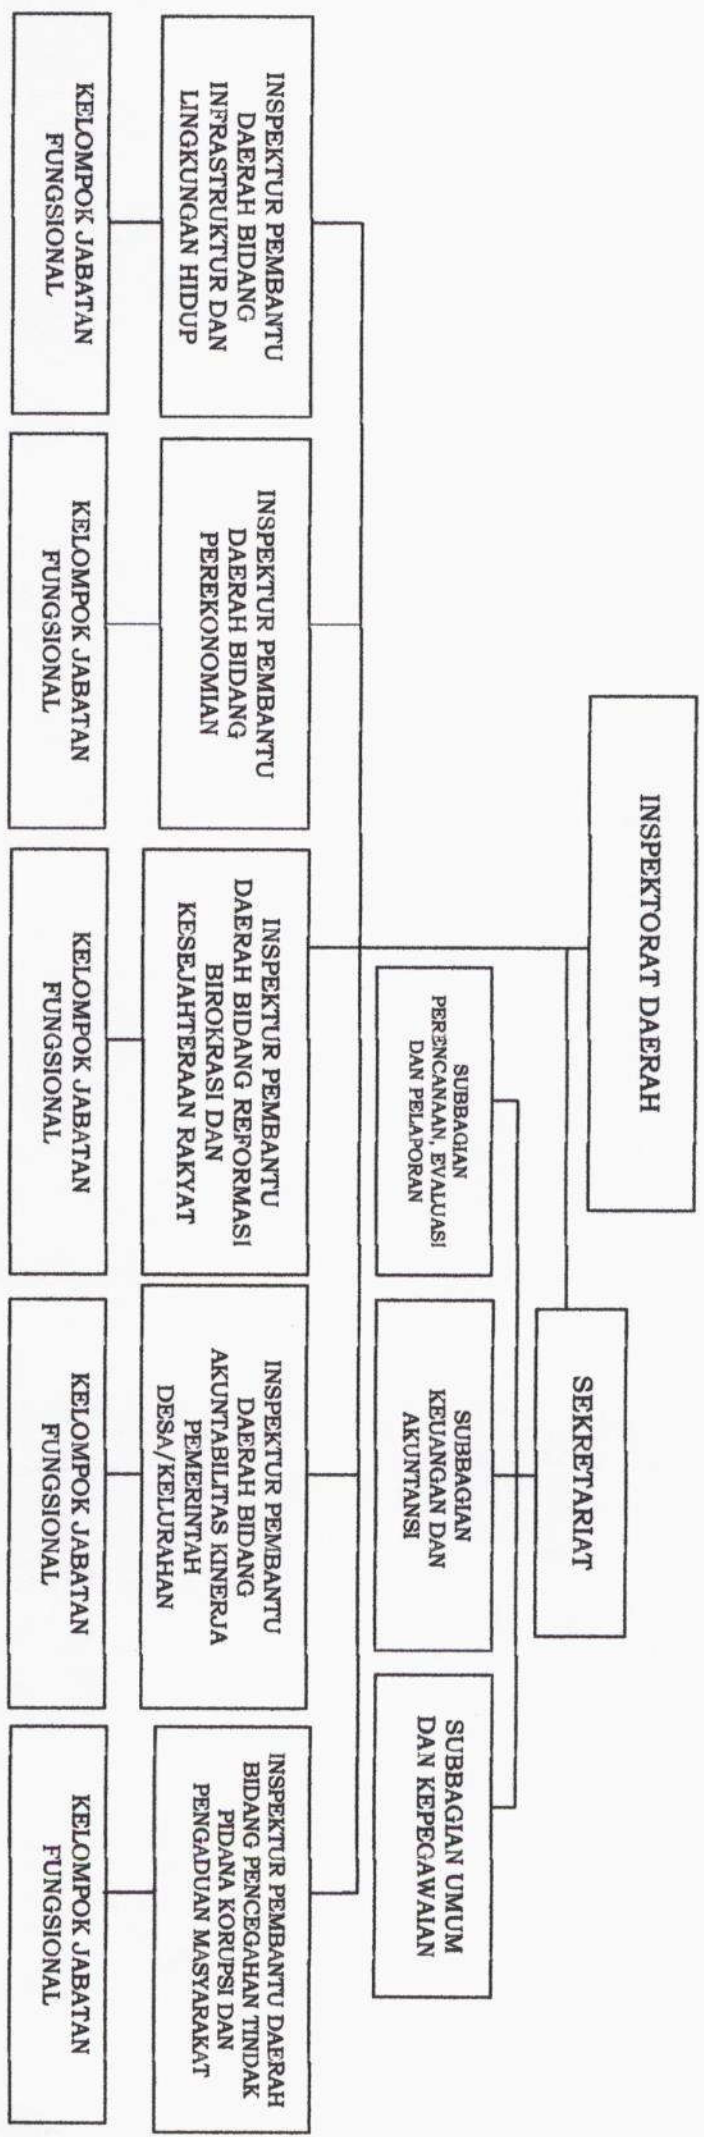 INSPEKTORAT DAERAH
SEKRETARIAT
SUBBAGIAN
PERENCANAAN, EVALUASI
DAN PELAPORAN
SUBBAGIAN
KEUANGAN DAN
AKUNTANSI
SUBBAGIAN UMUM
DAN KEPEGAWAIAN
INSPEKTUR PEMBANTU
DAERAH BIDANG
INFRASTRUKTUR DAN
LINGKUNGAN HIDUP
INSPEKTUR PEMBANTU
DAERAH BIDANG
PEREKONOMIAN
INSPEKTUR PEMBANTU
DAERAH BIDANG REFORMASI
BIROKRASI DAN
KESEJAHTERAAN RAKYAT
INSPEKTUR PEMBANTU
DAERAH BIDANG
AKUNTABILITAS KINERJA
PEMERINTAH
DESA/KELURAHAN
INSPEKTUR PEMBANTU DAERAH
BIDANG PENCEGAHAN TINDAK
PIDANA KORUPSI DAN
PENGADUAN MASYARAKAT
KELOMPOK JABATAN
FUNGSIONAL
KELOMPOK JABATAN
FUNGSIONAL
KELOMPOK JABATAN
FUNGSIONAL
KELOMPOK JABATAN
FUNGSIONAL
KELOMPOK JABATAN
FUNGSIONAL